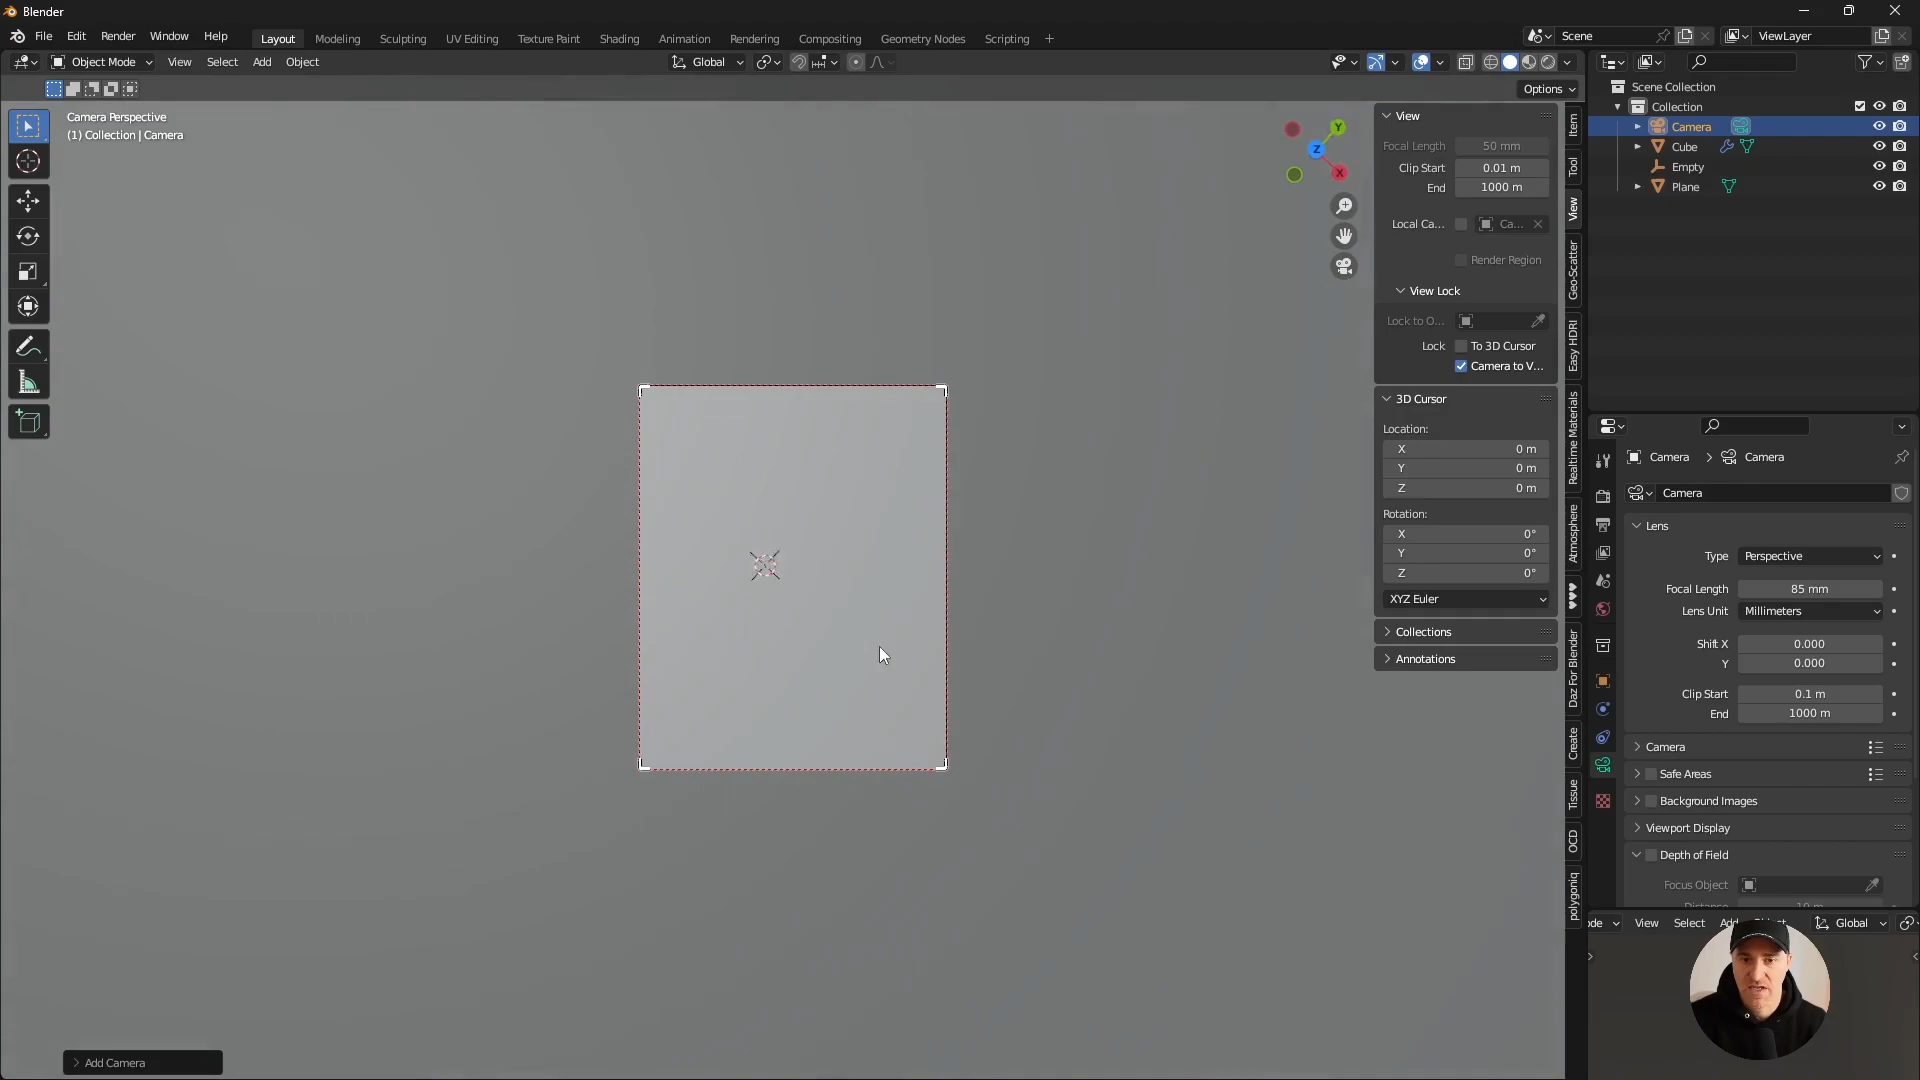 Blender
File Edit Render Window Help Layout Modeling Sculpting UV Editing Texture Paint Shading Animation Rendering Compositing Geometry Nodes Scripting + Scene ViewLayer
Object Mode View Select Add Object Global
Options
Camera Perspective
(1) Collection | Camera
Y
Z
X
View
Focal Length 50 mm
Clip Start 0.01 m
End 1000 m
Local Ca... Ca...
Render Region
View Lock
Lock to O...
Lock To 3D Cursor
Camera to V...
3D Cursor
Location:
X 0 m
Y 0 m
Z 0 m
Rotation:
X 0°
Y 0°
Z 0°
XYZ Euler
Collections
Annotations
Item
Tool
View
Geo-Scatter
Easy HDRI
Realtime Materials
Atmosphere
Daz For Blender
Create
Tissue
OCD
polygoniq
Scene Collection
Collection
Camera
Cube
Empty
Plane
Camera > Camera
Camera
Lens
Type Perspective
Focal Length 85 mm
Lens Unit Millimeters
Shift X 0.000
Y 0.000
Clip Start 0.1 m
End 1000 m
Camera
Safe Areas
Background Images
Viewport Display
Depth of Field
Focus Object
View Select Global
Add Camera